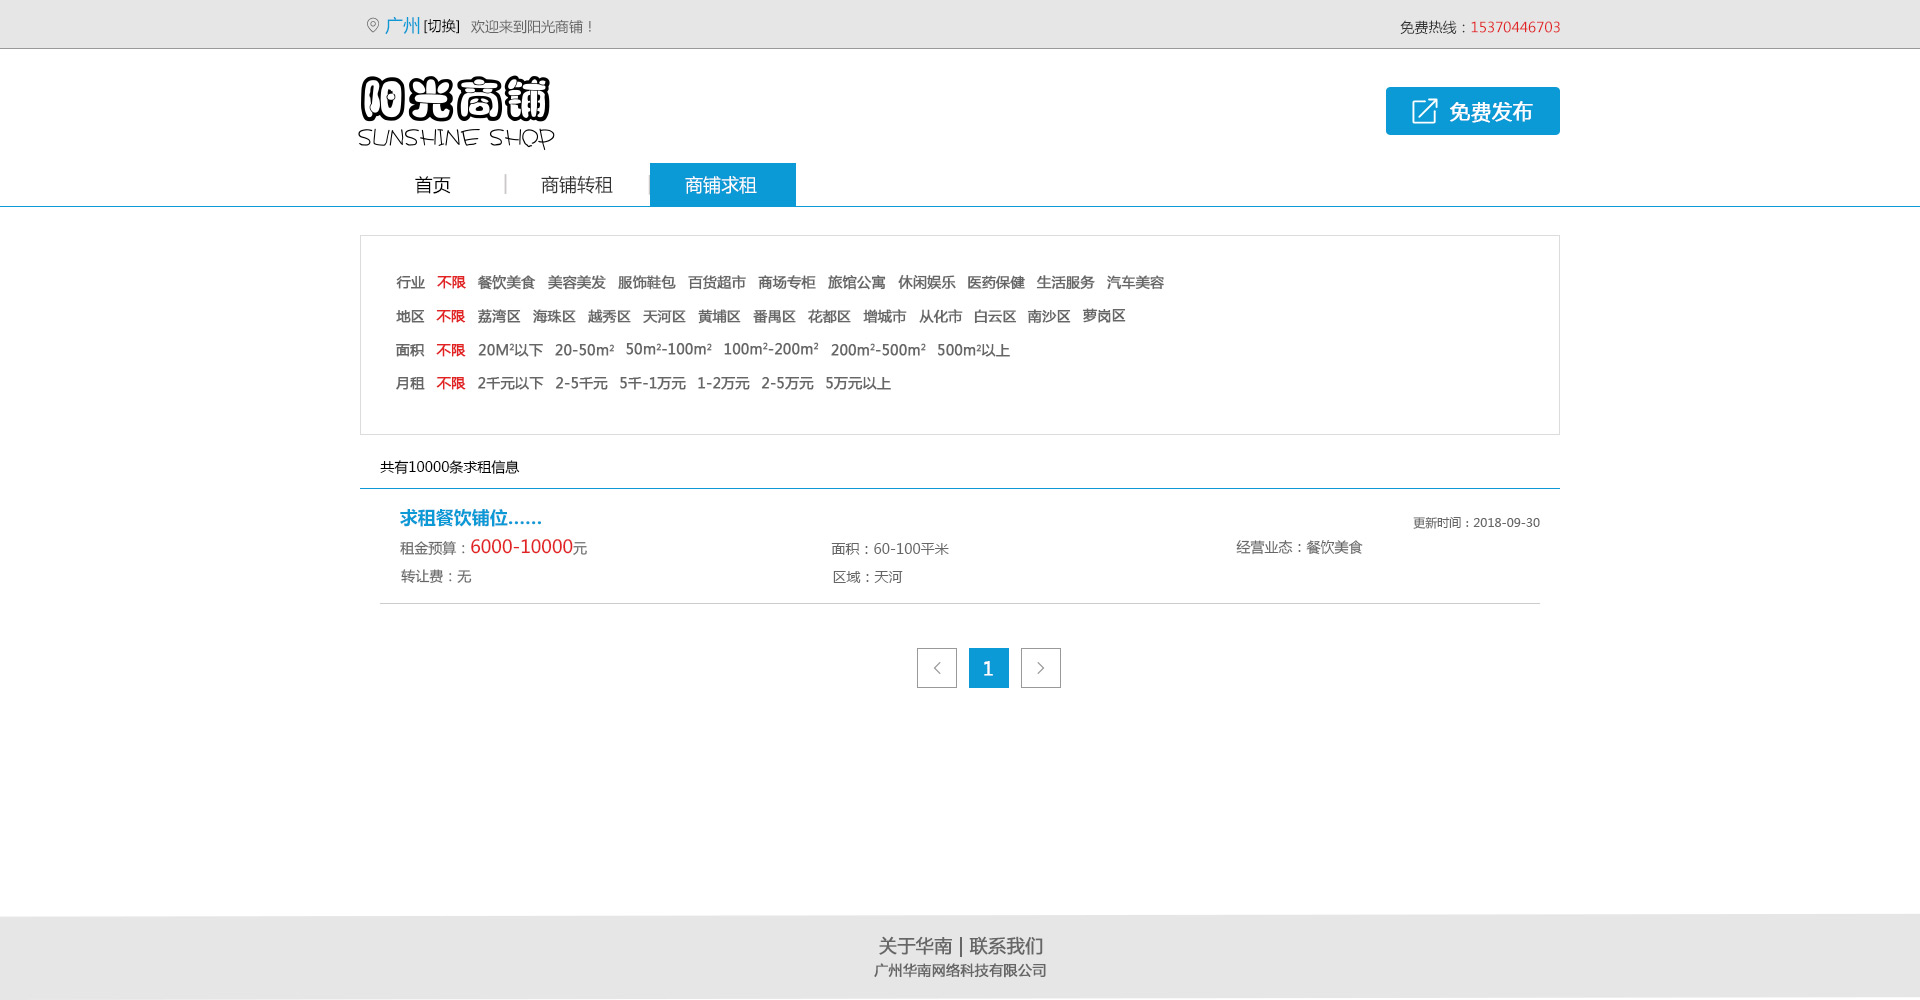 广州 [切换] 欢迎来到阳光商铺！ 免费热线：15370446703
阳光商铺
SUNSHINE SHOP
免费发布
首页 商铺转租 商铺求租
行业 不限 餐饮美食 美容美发 服饰鞋包 百货超市 商场专柜 旅馆公寓 休闲娱乐 医药保健 生活服务 汽车美容
地区 不限 荔湾区 海珠区 越秀区 天河区 黄埔区 番禺区 花都区 增城市 从化市 白云区 南沙区 萝岗区
面积 不限 20M²以下 20-50m² 50m²-100m² 100m²-200m² 200m²-500m² 500m²以上
月租 不限 2千元以下 2-5千元 5千-1万元 1-2万元 2-5万元 5万元以上
共有10000条求租信息
求租餐饮铺位...... 更新时间：2018-09-30
租金预算：6000-10000元 面积：60-100平米 经营业态：餐饮美食
转让费：无 区域：天河
1
关于华南 | 联系我们
广州华南网络科技有限公司